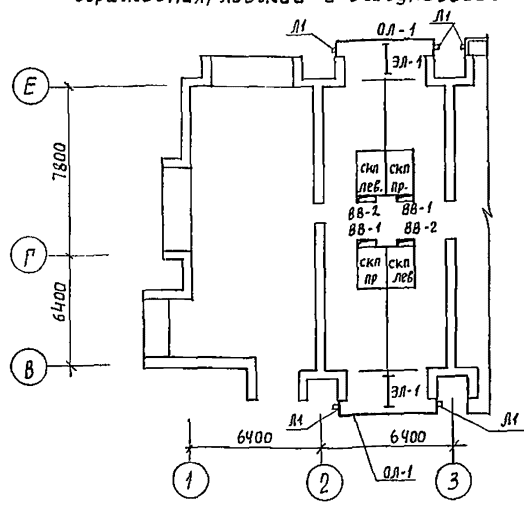 Л1
ОЛ-1
Л1
ЭЛ-1
Е
7800
СКП лев.
СКП пр.
ВВ-2
ВВ-1
ВВ-1
ВВ-2
Г
СКП пр
СКП лев
6400
В
ЭЛ-1
Л1
Л1
6400
6400
ОЛ-1
1
2
3